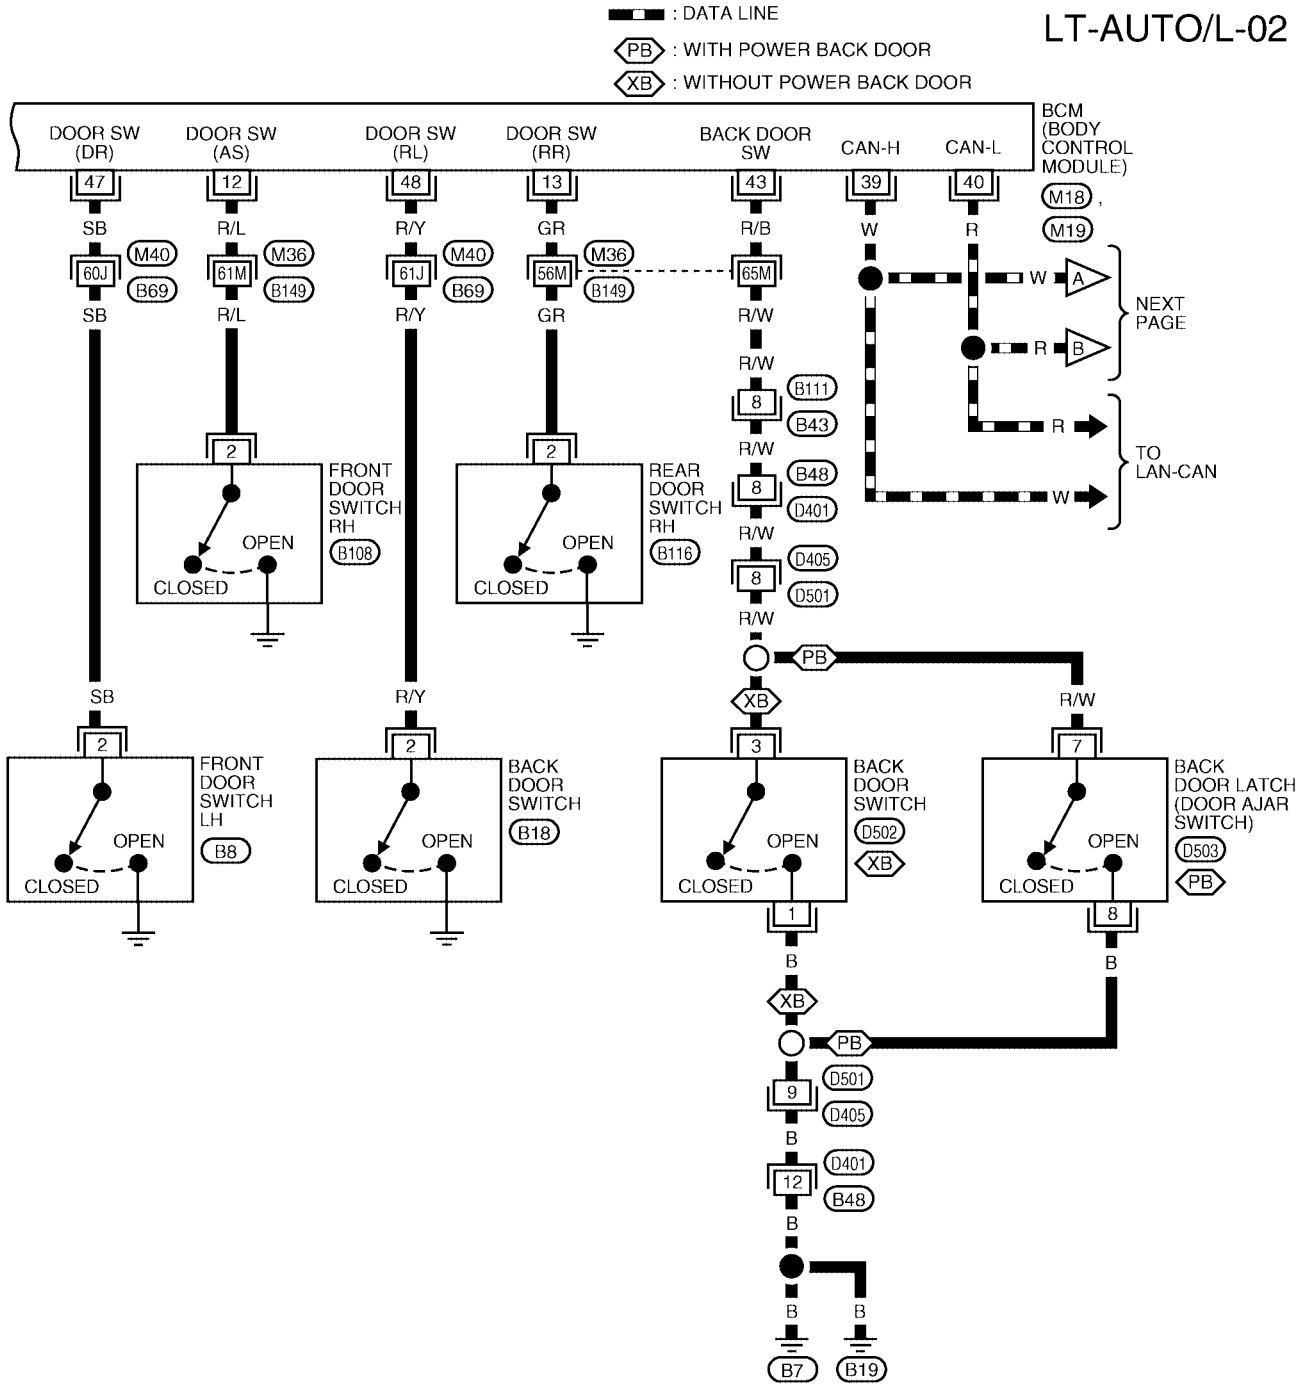 : DATA LINE
LT-AUTO/L-02
PB : WITH POWER BACK DOOR
XB : WITHOUT POWER BACK DOOR
BCM
(BODY
CONTROL
MODULE)
M18 ,
M19
DOOR SW
(DR)
DOOR SW
(AS)
DOOR SW
(RL)
DOOR SW
(RR)
BACK DOOR
SW
CAN-H
CAN-L
47
12
48
13
43
39
40
SB
R/L
R/Y
GR
R/B
W
R
60J
M40
B69
61M
M36
B149
61J
M40
B69
56M
M36
B149
65M
W
A
R
B
NEXT
PAGE
SB
R/L
R/Y
GR
R/W
R/W
8
B111
B43
R
TO
LAN-CAN
W
R/W
8
B48
D401
R/W
8
D405
D501
R/W
2
FRONT
DOOR
SWITCH
RH
B108
OPEN
CLOSED
2
REAR
DOOR
SWITCH
RH
B116
OPEN
CLOSED
PB
XB
R/W
SB
R/Y
2
FRONT
DOOR
SWITCH
LH
B8
OPEN
CLOSED
2
BACK
DOOR
SWITCH
B18
OPEN
CLOSED
3
BACK
DOOR
SWITCH
D502
XB
OPEN
CLOSED
1
7
BACK
DOOR LATCH
(DOOR AJAR
SWITCH)
D503
PB
OPEN
CLOSED
8
B
B
XB
PB
9
D501
D405
B
12
D401
B48
B
B
B
B7
B19